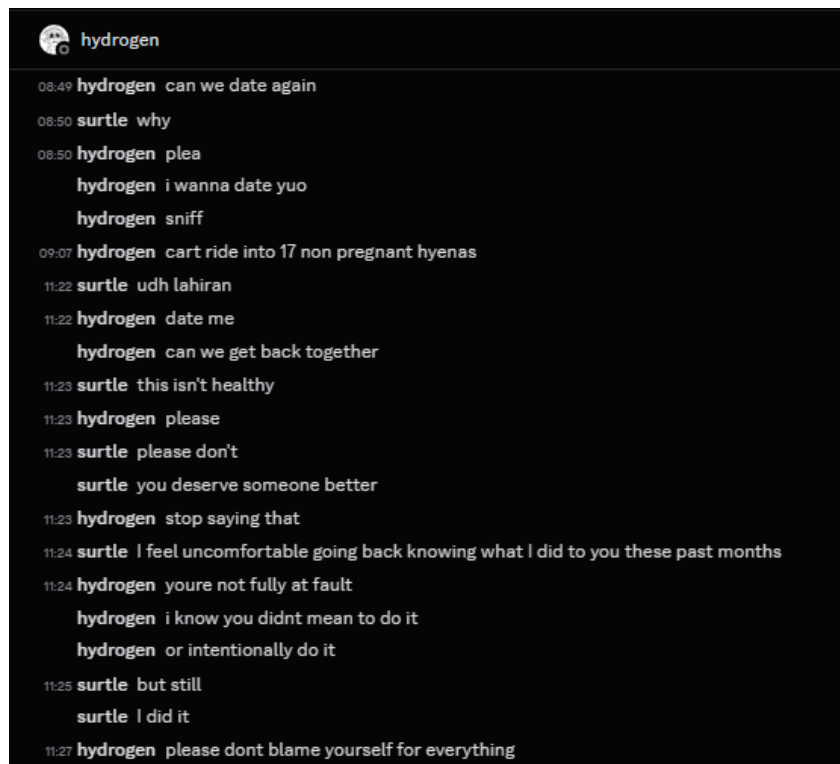 hydrogen
08:49 hydrogen can we date again
08:50 surtle why
08:50 hydrogen plea
hydrogen i wanna date yuo
hydrogen sniff
09:07 hydrogen cart ride into 17 non pregnant hyenas
11:22 surtle udh lahiran
11:22 hydrogen date me
hydrogen can we get back together
11:23 surtle this isn't healthy
11:23 hydrogen please
11:23 surtle please don't
surtle you deserve someone better
11:23 hydrogen stop saying that
11:24 surtle I feel uncomfortable going back knowing what I did to you these past months
11:24 hydrogen youre not fully at fault
hydrogen i know you didnt mean to do it
hydrogen or intentionally do it
11:25 surtle but still
surtle I did it
11:27 hydrogen please dont blame yourself for everything